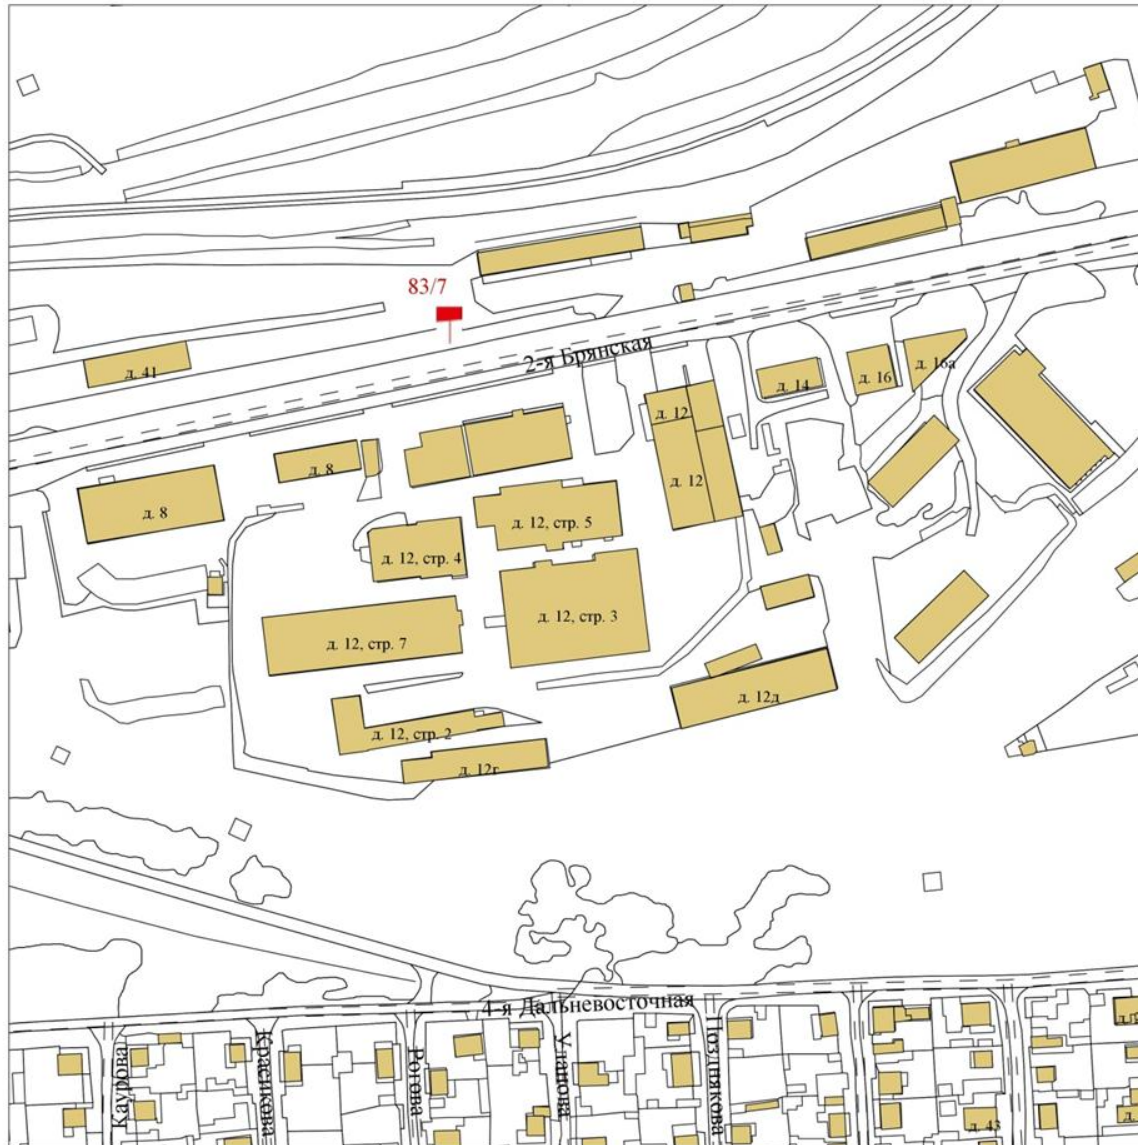 83/7
2-я Брянская
д. 41
д. 16а
д. 16
д. 14
д. 12
д. 8
д. 12
д. 8
д. 12, стр. 5
д. 12, стр. 4
д. 12, стр. 3
д. 12, стр. 7
д. 12д
д. 12, стр. 2
д. 12г
4-я Дальневосточная
Каурова
Красикова
Рогова
Уланова
д. 43